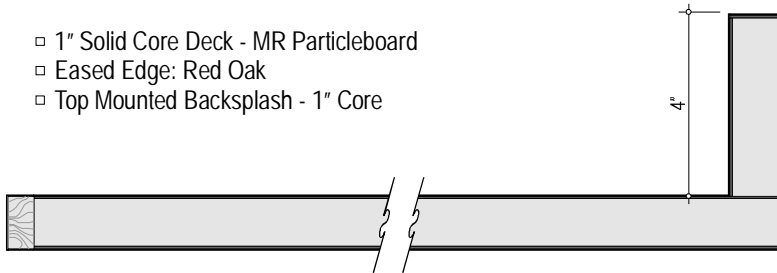 □ 1" Solid Core Deck - MR Particleboard
□ Eased Edge: Red Oak
□ Top Mounted Backsplash - 1" Core
4"